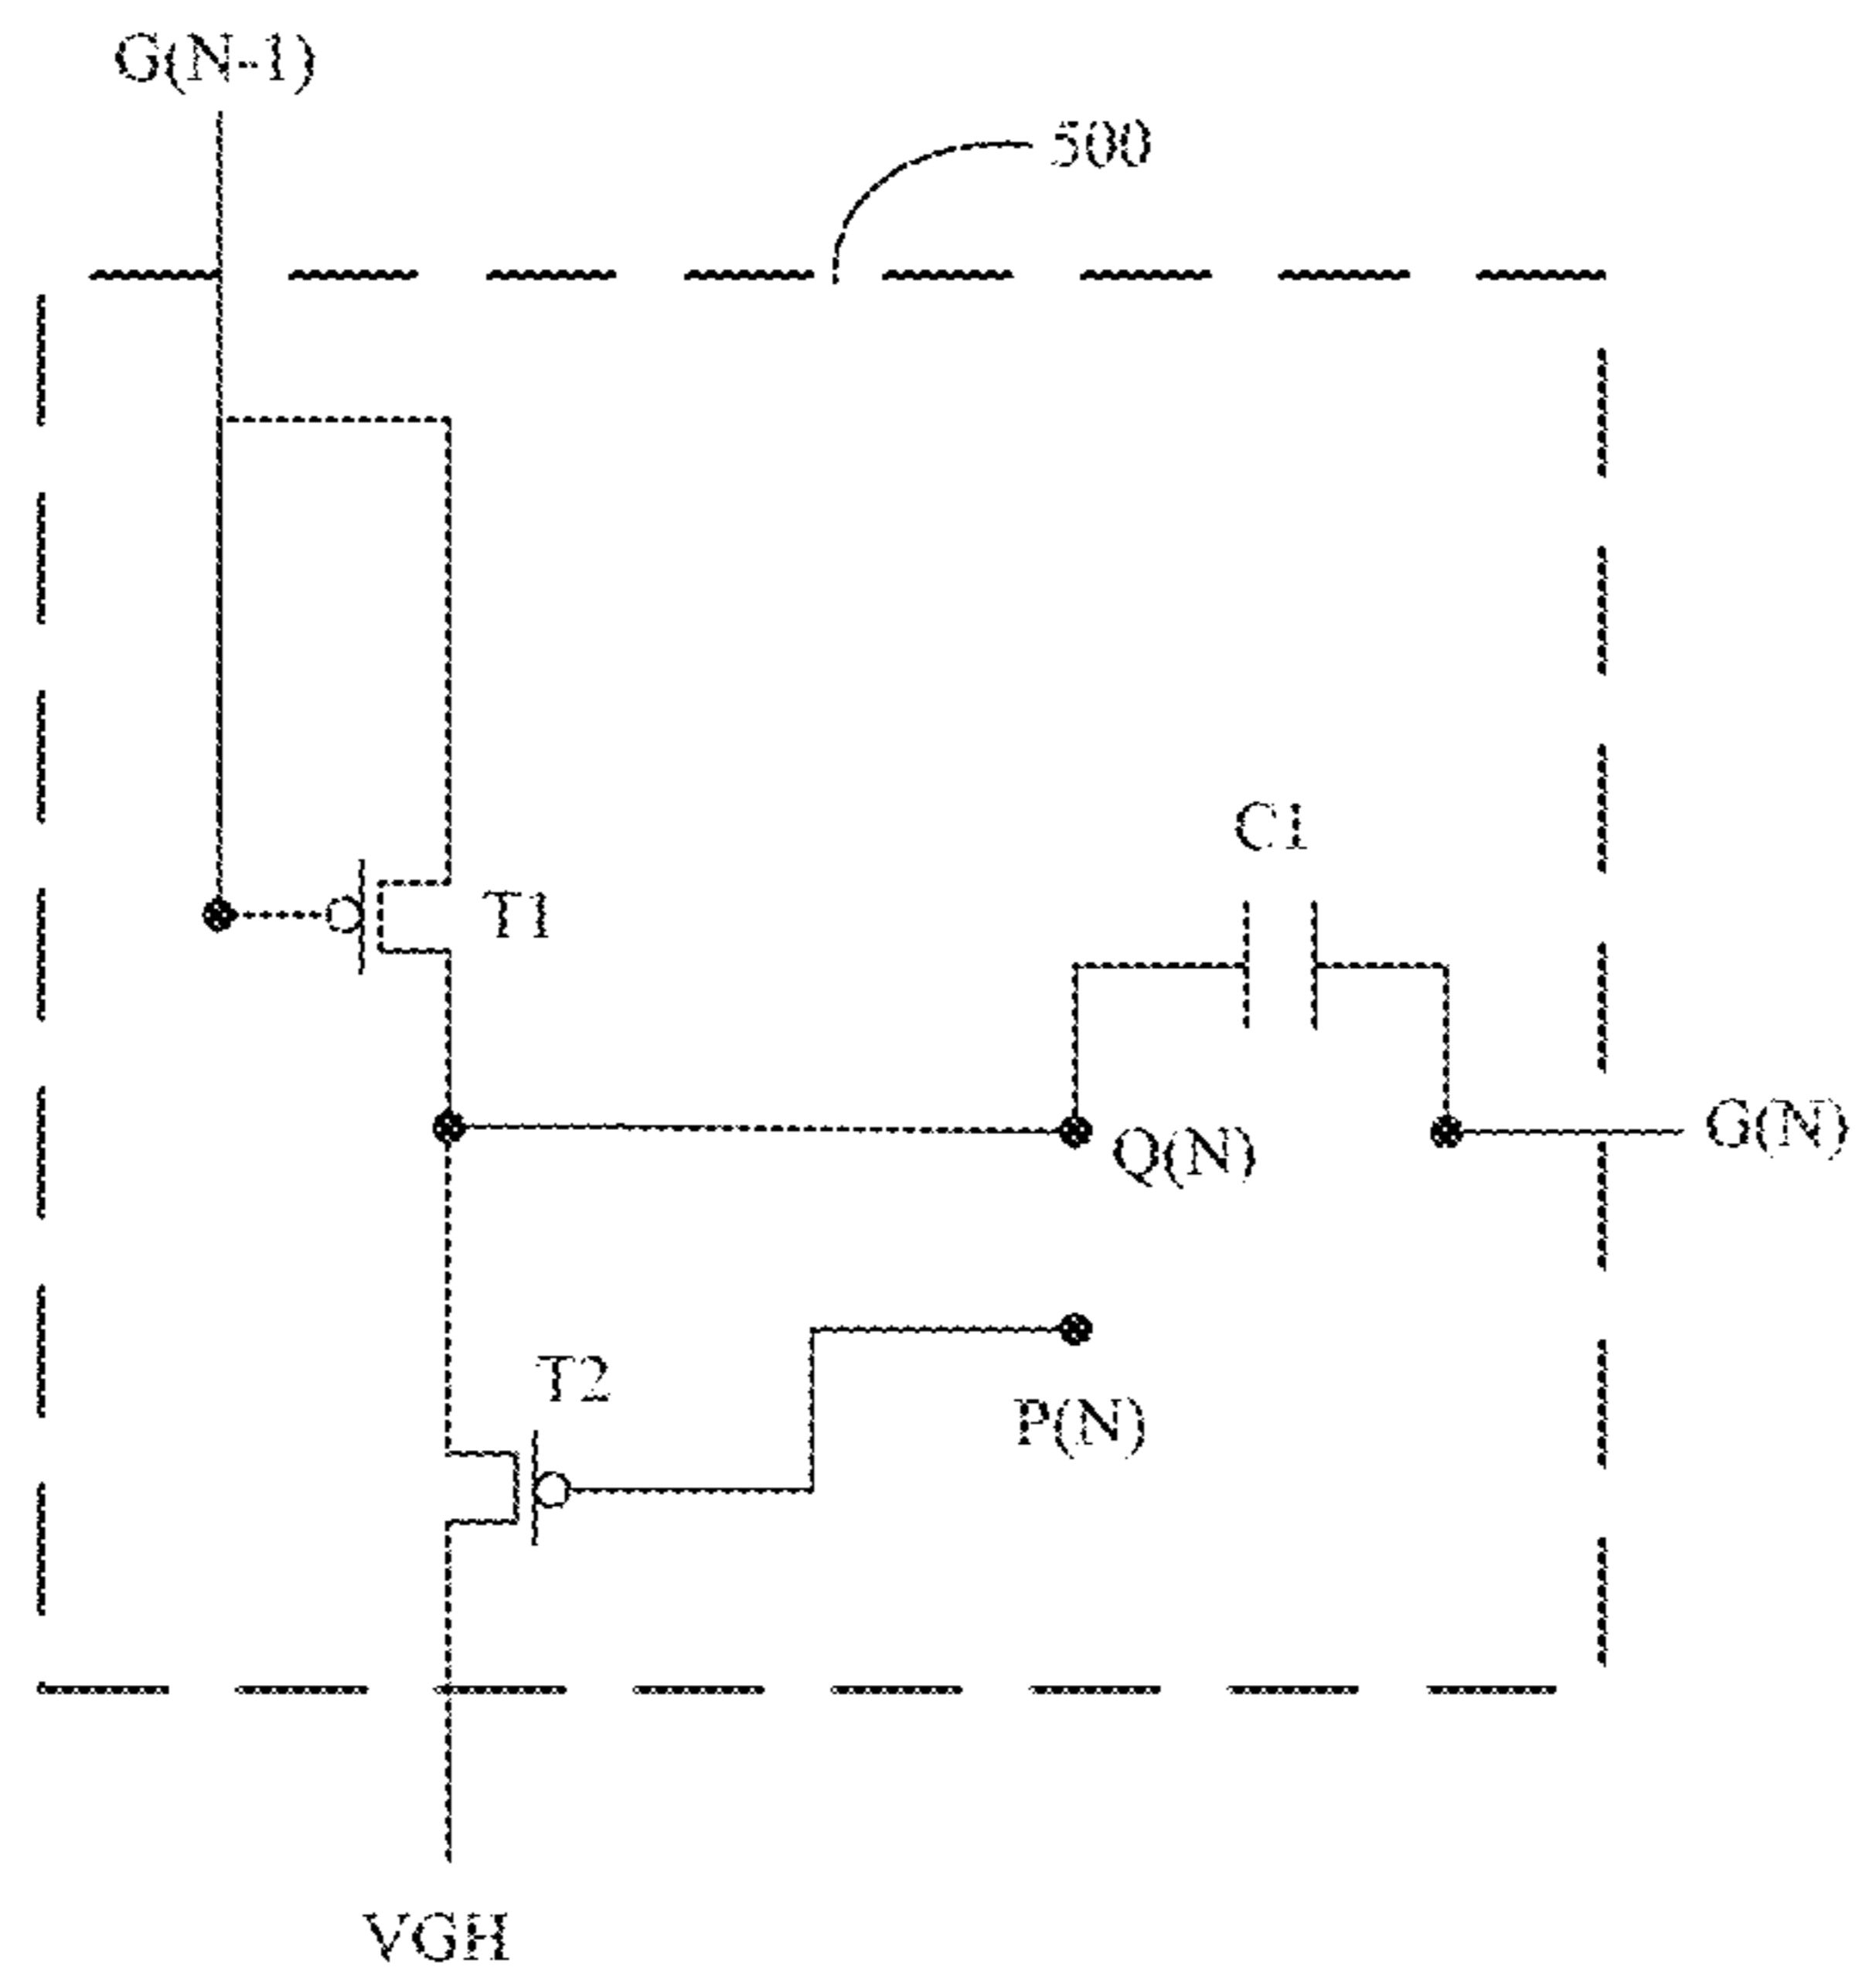 G(N-1)
500
C1
T1
G(N)
Q(N)
T2
P(N)
VGH